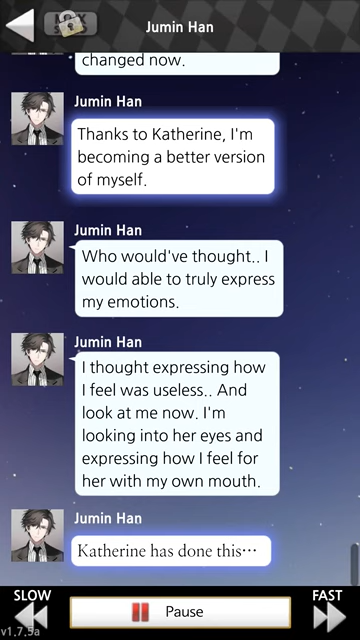 Jumin Han
changed now.
Jumin Han
Thanks to Katherine, I'm
becoming a better version
of myself.
Jumin Han
Who would've thought.. I
would able to truly express
my emotions.
Jumin Han
I thought expressing how
I feel was useless.. And
look at me now. I'm
looking into her eyes and
expressing how I feel for
her with my own mouth.
Jumin Han
Katherine has done this…
SLOW
Pause
FAST
v1.7.5a